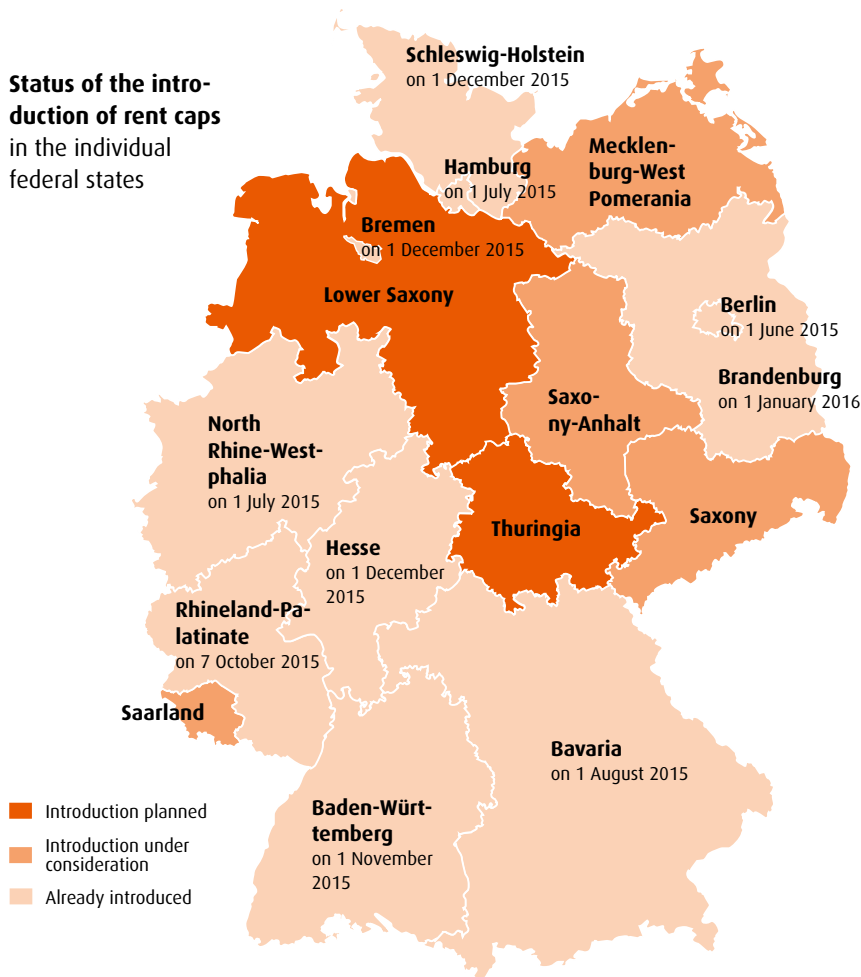 Status of the intro-
duction of rent caps
in the individual
federal states
Schleswig-Holstein
on 1 December 2015
Hamburg
on 1 July 2015
Mecklen-
burg-West
Pomerania
Bremen
on 1 December 2015
Lower Saxony
Berlin
on 1 June 2015
Brandenburg
on 1 January 2016
Saxo-
ny-Anhalt
North
Rhine-West-
phalia
on 1 July 2015
Thuringia
Saxony
Hesse
on 1 December
2015
Rhineland-Pa-
latinate
on 7 October 2015
Saarland
Bavaria
on 1 August 2015
Baden-Würt-
temberg
on 1 November
2015
Introduction planned
Introduction under
consideration
Already introduced